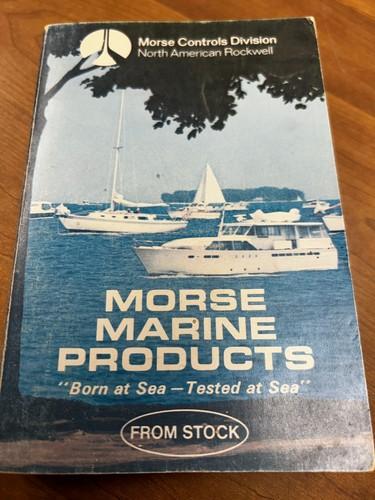 Morse Controls Division
North American Rockwell
MORSE
MARINE
PRODUCTS
"Born at Sea — Tested at Sea"
FROM STOCK